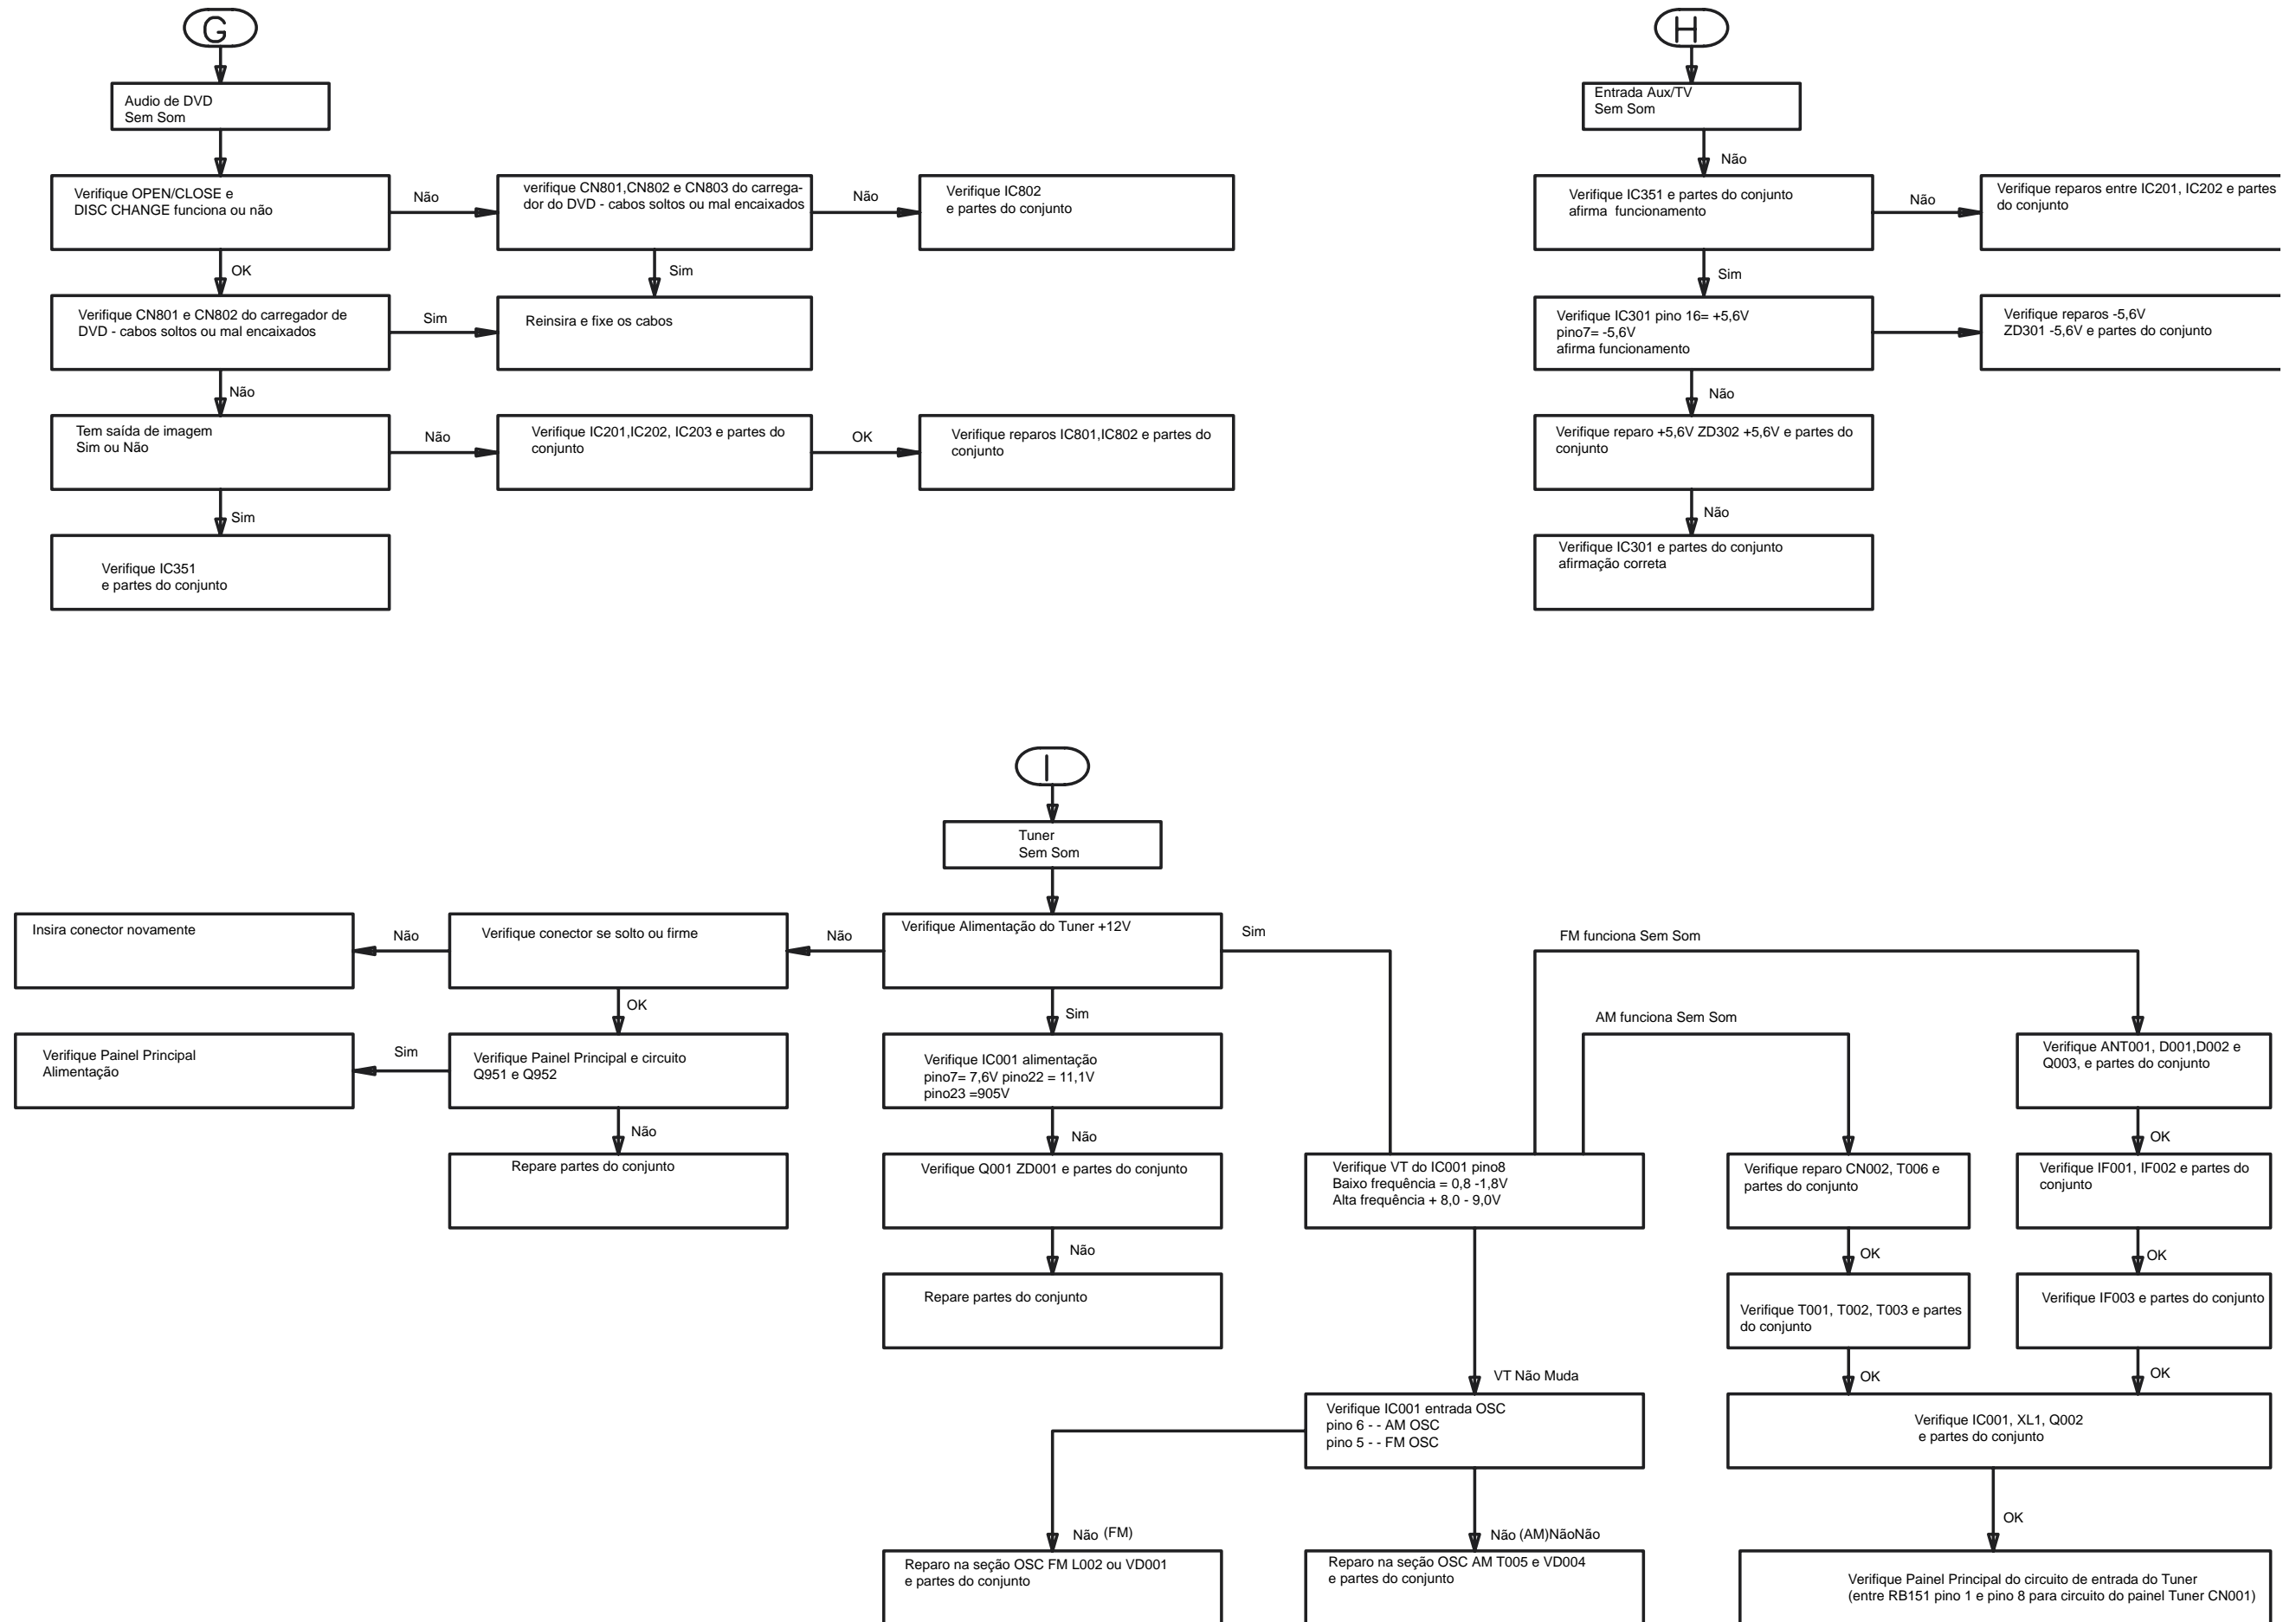 G
Audio de DVD
Sem Som
Verifique OPEN/CLOSE e
DISC CHANGE funciona ou não
Não
verifique CN801,CN802 e CN803 do carrega-
dor do DVD - cabos soltos ou mal encaixados
Não
Verifique IC802
e partes do conjunto
OK
Sim
Verifique CN801 e CN802 do carregador de
DVD - cabos soltos ou mal encaixados
Sim
Reinsira e fixe os cabos
Não
Tem saída de imagem
Sim ou Não
Não
Verifique IC201,IC202, IC203 e partes do
conjunto
OK
Verifique reparos IC801,IC802 e partes do
conjunto
Sim
Verifique IC351
e partes do conjunto
H
Entrada Aux/TV
Sem Som
Não
Verifique IC351 e partes do conjunto
afirma funcionamento
Não
Verifique reparos entre IC201, IC202 e partes
do conjunto
Sim
Verifique IC301 pino 16= +5,6V
pino7= -5,6V
afirma funcionamento
Verifique reparos -5,6V
ZD301 -5,6V e partes do conjunto
Não
Verifique reparo +5,6V ZD302 +5,6V e partes do
conjunto
Não
Verifique IC301 e partes do conjunto
afirmação correta
I
Tuner
Sem Som
Insira conector novamente
Não
Verifique conector se solto ou firme
Não
Verifique Alimentação do Tuner +12V
Sim
FM funciona Sem Som
OK
Sim
AM funciona Sem Som
Verifique Painel Principal
Alimentação
Sim
Verifique Painel Principal e circuito
Q951 e Q952
Verifique IC001 alimentação
pino7= 7,6V pino22 = 11,1V
pino23 =905V
Verifique ANT001, D001,D002 e
Q003, e partes do conjunto
Não
Não
OK
Repare partes do conjunto
Verifique Q001 ZD001 e partes do conjunto
Verifique VT do IC001 pino8
Baixo frequência = 0,8 -1,8V
Alta frequência + 8,0 - 9,0V
Verifique reparo CN002, T006 e
partes do conjunto
Verifique IF001, IF002 e partes do
conjunto
Não
OK
OK
Repare partes do conjunto
Verifique T001, T002, T003 e partes
do conjunto
Verifique IF003 e partes do conjunto
VT Não Muda
OK
OK
Verifique IC001 entrada OSC
pino 6 - - AM OSC
pino 5 - - FM OSC
Verifique IC001, XL1, Q002
e partes do conjunto
Não (FM)
Não (AM)NãoNão
OK
Reparo na seção OSC FM L002 ou VD001
e partes do conjunto
Reparo na seção OSC AM T005 e VD004
e partes do conjunto
Verifique Painel Principal do circuito de entrada do Tuner
(entre RB151 pino 1 e pino 8 para circuito do painel Tuner CN001)